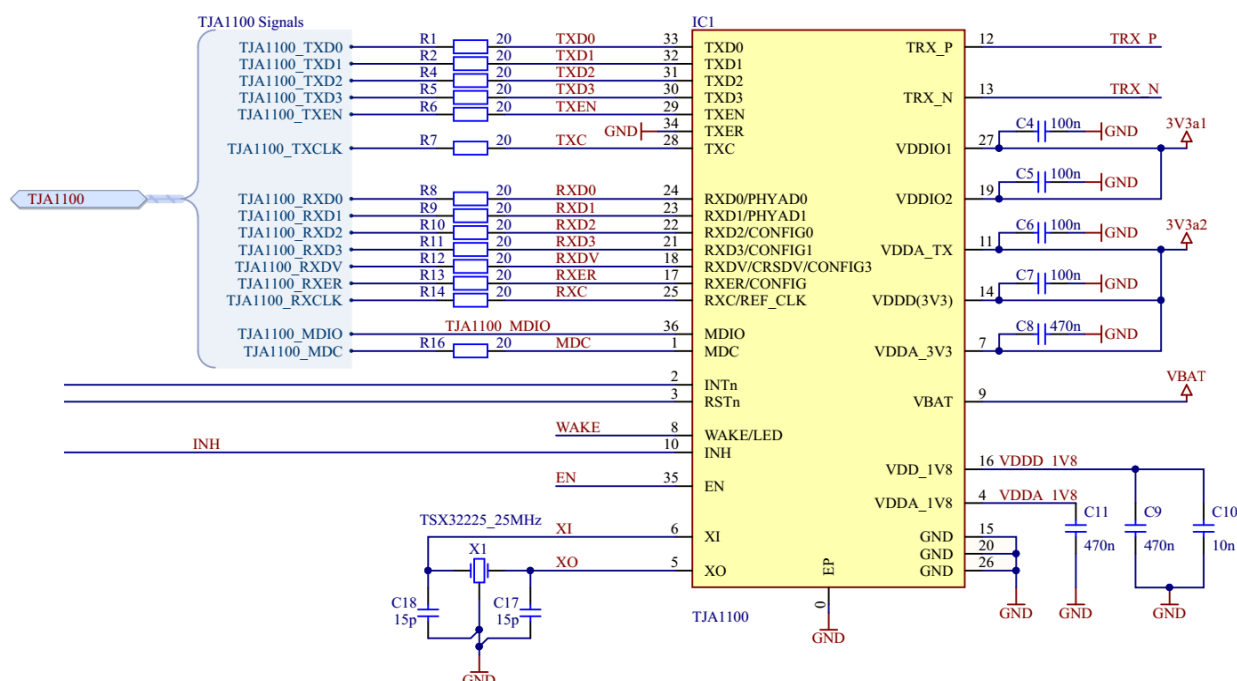 TJA1100 Signals
IC1
TJA1100_TXD0 R1 20 TXD0 33 TXD0 TRX_P 12 TRX_P
TJA1100_TXD1 R2 20 TXD1 32 TXD1
TJA1100_TXD2 R4 20 TXD2 31 TXD2
TJA1100_TXD3 R5 20 TXD3 30 TXD3 TRX_N 13 TRX_N
TJA1100_TXEN R6 20 TXEN 29 TXEN
GND 34 TXER C4 100n GND 3V3a1
TJA1100_TXCLK R7 20 TXC 28 TXC VDDIO1 27
C5 100n GND
TJA1100
TJA1100_RXD0 R8 20 RXD0 24 RXD0/PHYAD0 VDDIO2 19
TJA1100_RXD1 R9 20 RXD1 23 RXD1/PHYAD1
TJA1100_RXD2 R10 20 RXD2 22 RXD2/CONFIG0 C6 100n GND 3V3a2
TJA1100_RXD3 R11 20 RXD3 21 RXD3/CONFIG1 VDDA_TX 11
TJA1100_RXDV R12 20 RXDV 18 RXDV/CRSDV/CONFIG3
TJA1100_RXER R13 20 RXER 17 RXER/CONFIG C7 100n GND
TJA1100_RXCLK R14 20 RXC 25 RXC/REF_CLK VDDD(3V3) 14
TJA1100_MDIO TJA1100_MDIO 36 MDIO C8 470n GND
TJA1100_MDC R16 20 MDC 1 MDC VDDA_3V3 7
2 INTn VBAT
3 RSTn VBAT 9
WAKE 8 WAKE/LED
INH 10 INH
VDD_1V8 16 VDDD_1V8
EN 35 EN
VDDA_1V8 4 VDDA_1V8
TSX32225_25MHz C11 C9 C10
XI 6 XI GND 15
X1 470n 470n 10n
GND 20
XO 5 XO GND 26
EP
C18 C17 0
15p 15p TJA1100 GND GND GND
GND
GND